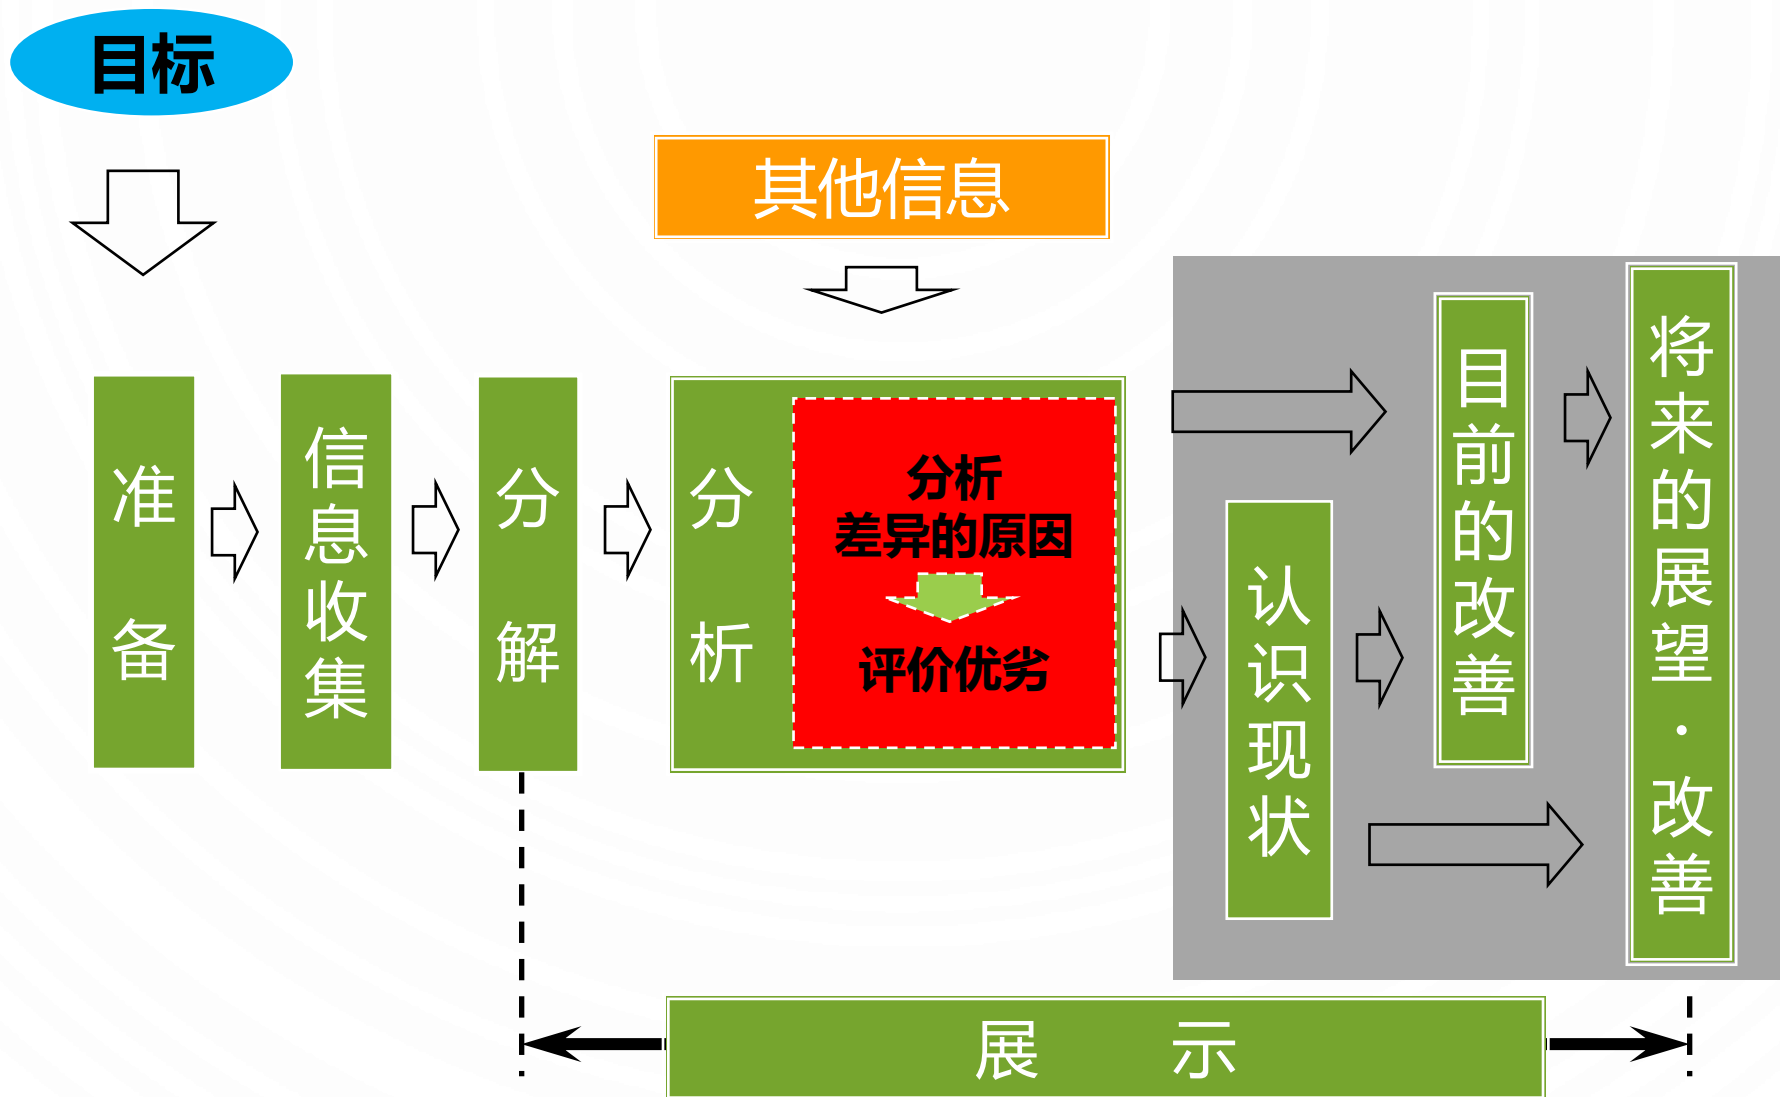 目标
其他信息
准备
信息收集
分解
分析
分析
差异的原因
评价优劣
认识现状
目前的改善
将来的展望·改善
展示